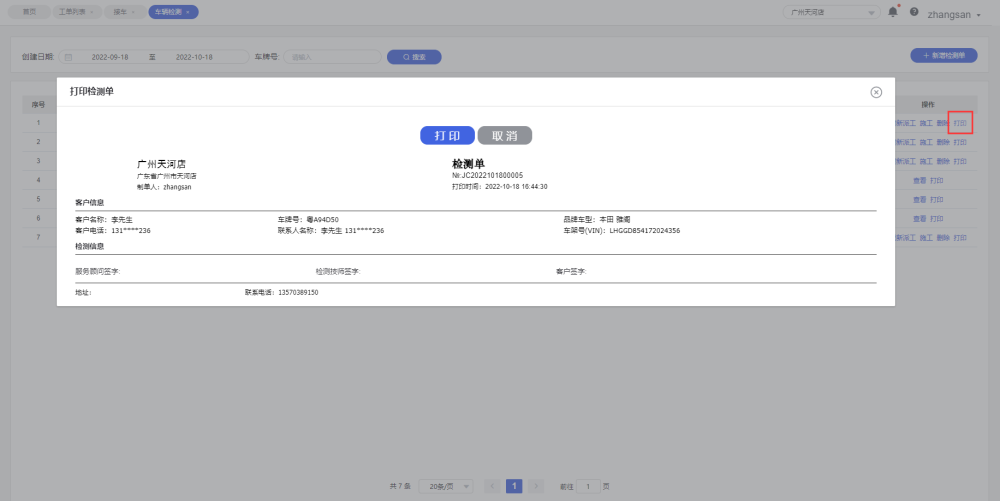 首页 工单列表 接车 车辆检测
广州天河店 zhangsan
创建日期 2022-09-18 至 2022-10-18 车牌号 请输入 搜索 + 新增检测单
打印检测单
序号 操作
打 印 取 消
1 新派工 施工 删除 打印
2 新派工 施工 删除 打印
3 新派工 施工 删除 打印
4 查看 打印
5 查看 打印
6 查看 打印
7 新派工 施工 删除 打印
广州天河店 检测单
广东省广州市天河店 Nr:JC2022101800005
制单人: zhangsan 打印时间: 2022-10-18 16:44:30
客户信息
客户名称: 李先生 车牌号: 粤A94D50 品牌车型: 丰田 雅阁
客户电话: 131****236 联系人名称: 李先生 131****236 车架号(VIN): LHGGD854172024356
检测信息
服务顾问签字: 检测技师签字: 客户签字:
地址: 联系电话: 13570389150
共 7 条 20条/页 1 前往 1 页